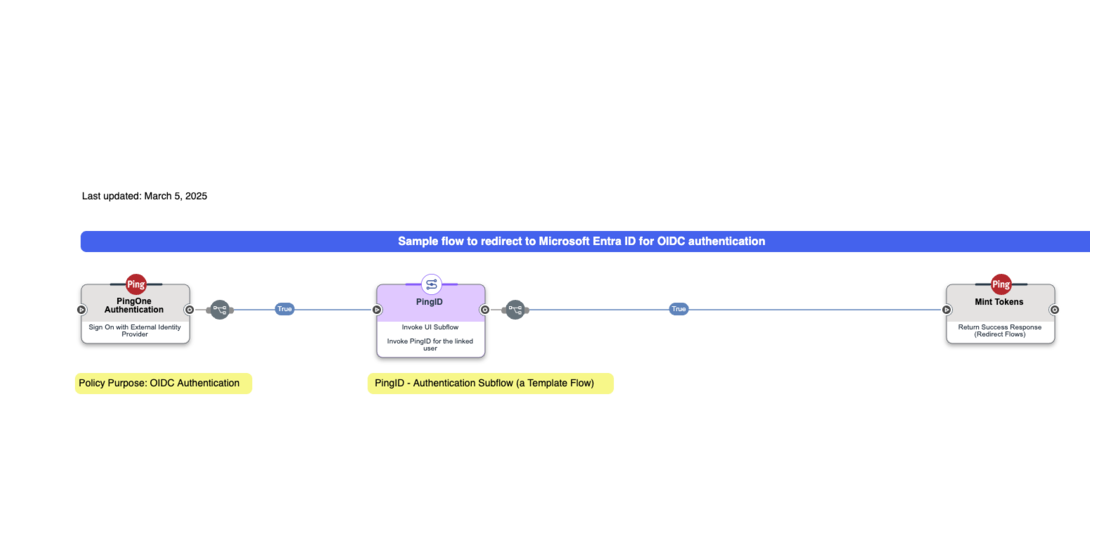 Last updated: March 5, 2025
Sample flow to redirect to Microsoft Entra ID for OIDC authentication
Ping
PingOne
Authentication
Sign On with External Identity
Provider
True
PingID
Invoke UI Subflow
Invoke PingID for the linked
user
True
Ping
Mint Tokens
Return Success Response
(Redirect Flows)
Policy Purpose: OIDC Authentication
PingID - Authentication Subflow (a Template Flow)